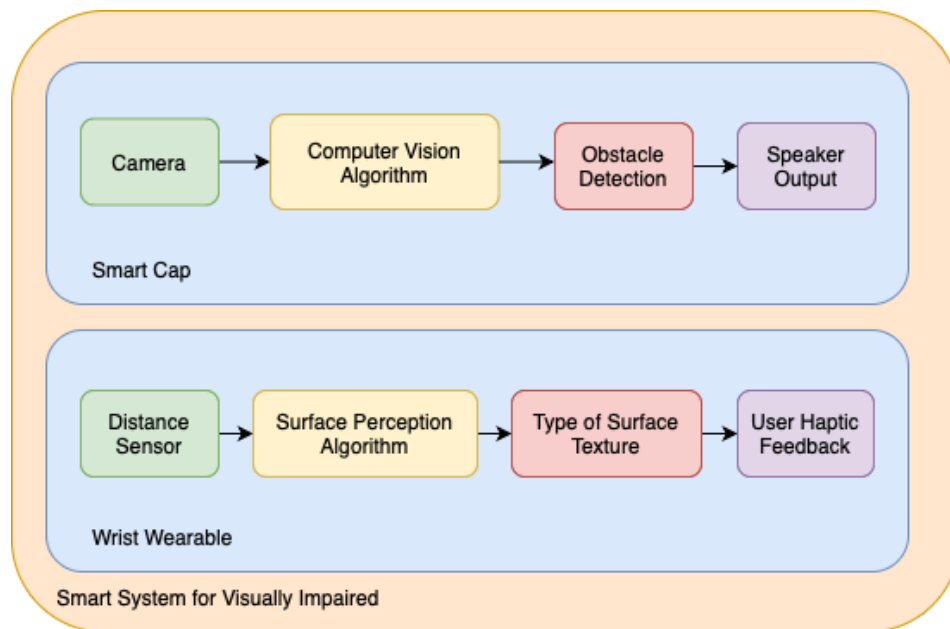 Camera
Computer Vision
Algorithm
Obstacle
Detection
Speaker
Output
Smart Cap
Distance
Sensor
Surface Perception
Algorithm
Type of Surface
Texture
User Haptic
Feedback
Wrist Wearable
Smart System for Visually Impaired